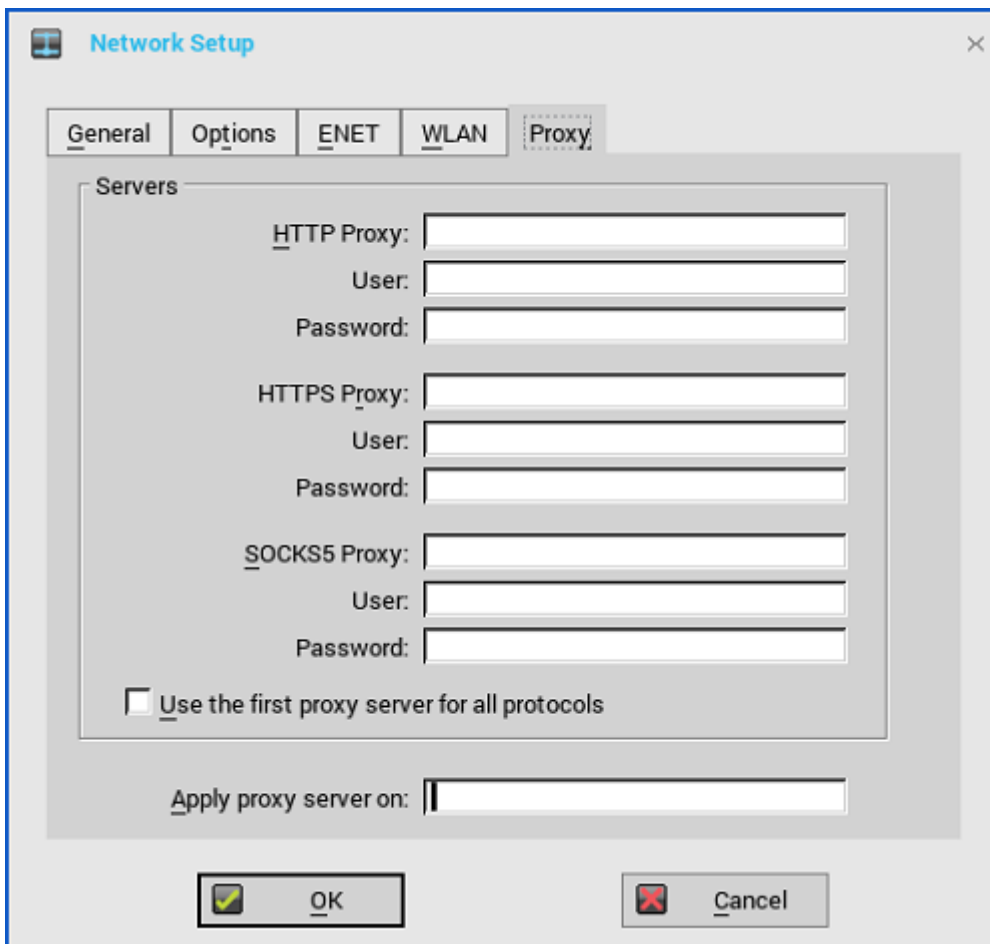 Network Setup
General Options ENET WLAN Proxy
Servers
HTTP Proxy:
User:
Password:
HTTPS Proxy:
User:
Password:
SOCKS5 Proxy:
User:
Password:
Use the first proxy server for all protocols
Apply proxy server on:
OK Cancel